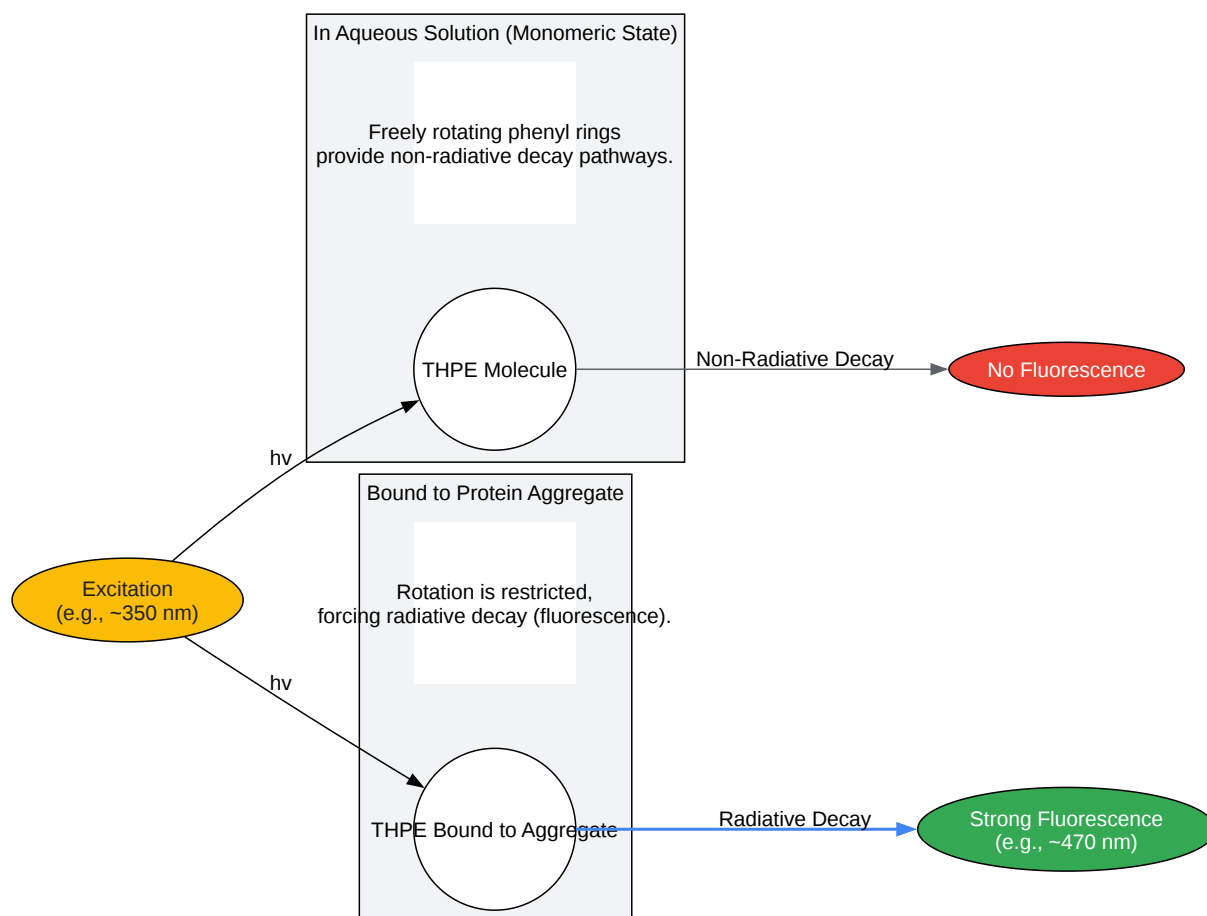 In Aqueous Solution (Monomeric State)
Freely rotating phenyl rings
provide non-radiative decay pathways.
THPE Molecule
Non-Radiative Decay
No Fluorescence
hv
Bound to Protein Aggregate
Rotation is restricted,
forcing radiative decay (fluorescence).
Excitation
(e.g., ~350 nm)
hv
THPE Bound to Aggregate
Radiative Decay
Strong Fluorescence
(e.g., ~470 nm)